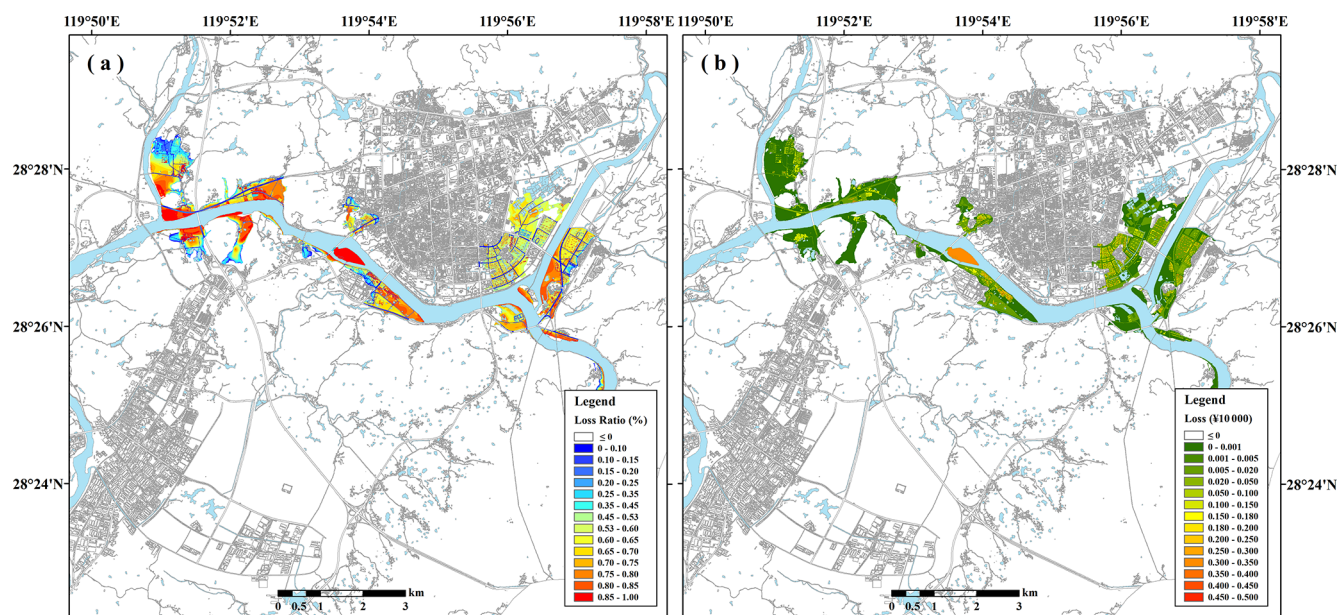 119°50′E 119°52′E 119°54′E 119°56′E 119°58′E
( a )
28°28′N
28°26′N
28°24′N
Legend
Loss Ratio (%)
≤ 0
0 - 0.10
0.10 - 0.15
0.15 - 0.20
0.20 - 0.25
0.25 - 0.35
0.35 - 0.45
0.45 - 0.53
0.53 - 0.60
0.60 - 0.65
0.65 - 0.70
0.70 - 0.75
0.75 - 0.80
0.80 - 0.85
0.85 - 1.00
km
0 0.5 1 2 3
119°50′E 119°52′E 119°54′E 119°56′E 119°58′E
( b )
28°28′N
28°26′N
28°24′N
Legend
Loss (¥10 000)
≤ 0
0 - 0.001
0.001 - 0.005
0.005 - 0.020
0.020 - 0.050
0.050 - 0.100
0.100 - 0.150
0.150 - 0.180
0.180 - 0.200
0.200 - 0.250
0.250 - 0.300
0.300 - 0.350
0.350 - 0.400
0.400 - 0.450
0.450 - 0.500
km
0 0.5 1 2 3